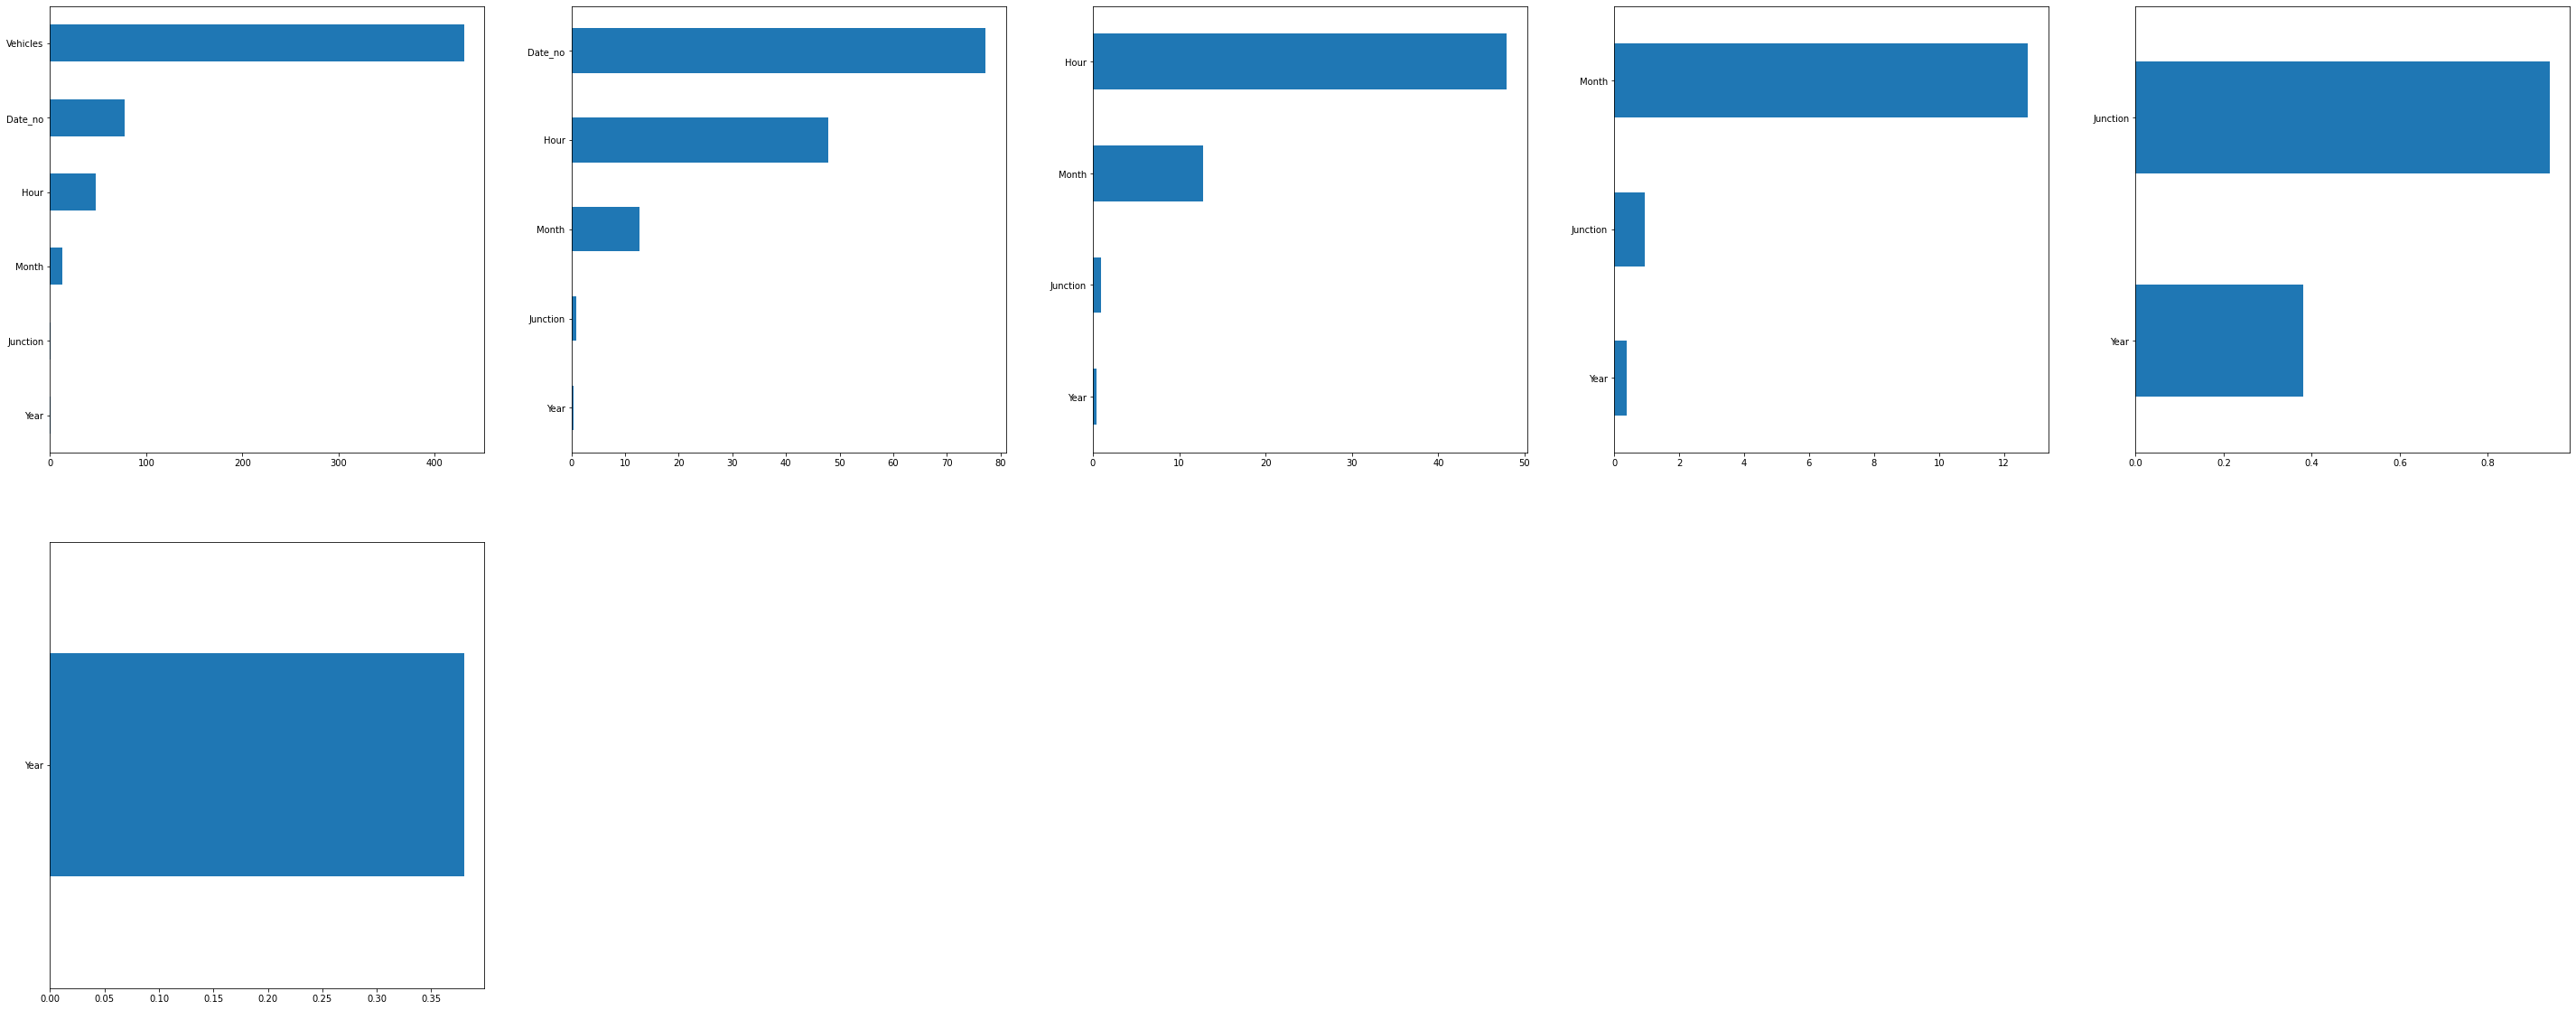 Vehicles
Date_no
Hour
Month
Junction
Year
0 100 200 300 400
Date_no
Hour
Month
Junction
Year
0 10 20 30 40 50 60 70 80
Hour
Month
Junction
Year
0 10 20 30 40 50
Month
Junction
Year
0 2 4 6 8 10 12
Junction
Year
0.0 0.2 0.4 0.6 0.8
Year
0.00 0.05 0.10 0.15 0.20 0.25 0.30 0.35